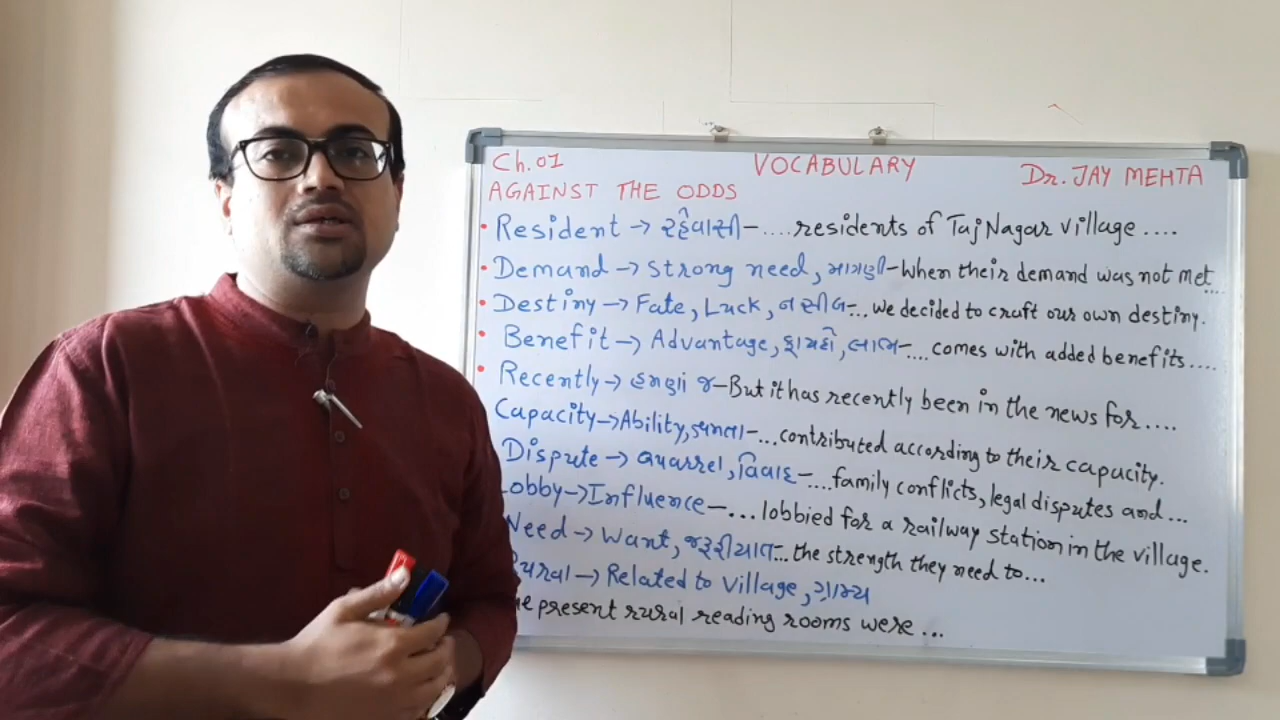 Ch.01 VOCABULARY Dr. JAY MEHTA
AGAINST THE ODDS
• Resident → રહેવાસી - ....residents of Taj Nagar village ....
• Demand → strong need, માગણી - When their demand was not met...
• Destiny → Fate, Luck, નસીબ - ... we decided to craft our own destiny.
• Benefit → Advantage, ફાયદો, લાભ - ....comes with added benefits....
• Recently → હમણાં જ - But it has recently been in the news for....
Capacity → Ability, ક્ષમતા - ...contributed according to their capacity.
Dispute → Quarrel, વિવાદ - ....family conflicts, legal disputes and...
Lobby → Influence - ... lobbied for a railway station in the village.
Need → Want, જરૂરીયાત - ... the strength they need to...
Rural → Related to village, ગ્રામ્ય
present rural reading rooms were ...